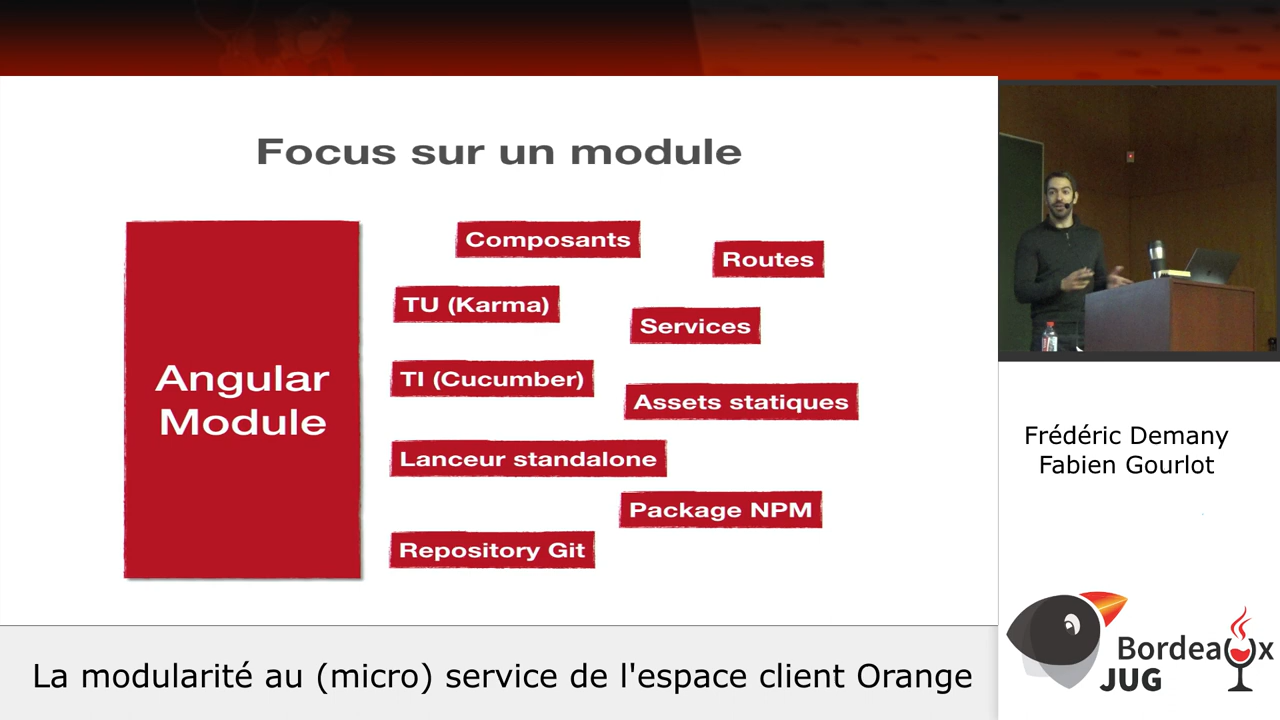 Focus sur un module
Angular
Module
Composants
Routes
TU (Karma)
Services
TI (Cucumber)
Assets statiques
Lanceur standalone
Package NPM
Repository Git
Frédéric Demany
Fabien Gourlot
Bordeaux
JUG
La modularité au (micro) service de l'espace client Orange